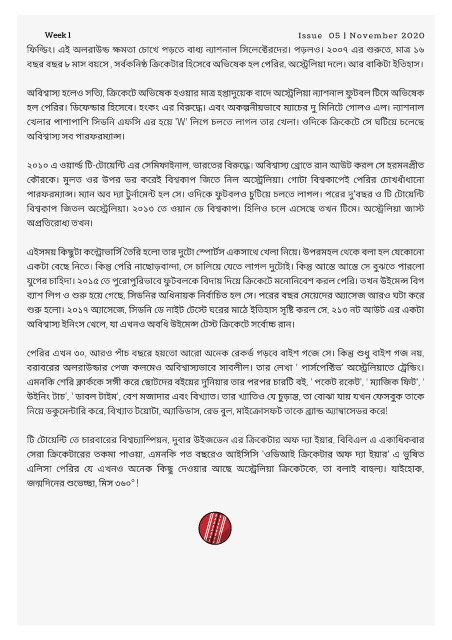 Week 1
Issue 05 | November 2020
ফিল্ডিং। এই অলরাউন্ড ক্ষমতা চোখে পড়তে বাধ্য ন্যাশনাল সিলেক্টরদের। পড়লও। ২০০৭ এর শুরুতে, মাত্র ১৬
বছর বছর ৮ মাস বয়সে , সর্বকনিষ্ঠ ক্রিকেটার হিসেবে অভিষেক হল পেরির, অস্ট্রেলিয়া দলে। আর বাকিটা ইতিহাস।
অবিশ্বাস্য হলেও সত্যি, ক্রিকেটে অভিষেক হওয়ার মাত্র হপ্তাদুয়েক বাদে অস্ট্রেলিয়া ন্যাশনাল ফুটবল টিমে অভিষেক
হল পেরির। ডিফেন্ডার হিসেবে। হংকং এর বিরুদ্ধে। এবং অকল্পনীয়ভাবে ম্যাচের দু মিনিটে গোলও এল। ন্যাশনাল
খেলার পাশাপাশি সিডনি এফসি এর হয়ে 'W' লিগে চলতে লাগল তার খেলা। ওদিকে ক্রিকেটে সে ঘটিয়ে চলেছে
অবিশ্বাস্য সব পারফরম্যান্স।
২০১০ এ ওয়ার্ল্ড টি-টোয়েন্টি এর সেমিফাইনাল, ভারতের বিরুদ্ধে। অবিশ্বাস্য থ্রোতে রান আউট করল সে হরমনপ্রীত
কৌরকে। মুলত ওর উপর ভর করেই বিশ্বকাপ জিতে নিল অস্ট্রেলিয়া। গোটা বিশ্বকাপেই পেরির চোখধাঁধানো
পারফরম্যান্স। ম্যান অব দ্যা টুর্নামেন্ট হল সে। ওদিকে ফুটবলও চুটিয়ে চলতে লাগল। পরের দু'বছর ও টি টোয়েন্টি
বিশ্বকাপ জিতল অস্ট্রেলিয়া। ২০১৩ তে ওয়ান ডে বিশ্বকাপ। হিলিও চলে এসেছে তখন টিমে। অস্ট্রেলিয়া জাস্ট
অপ্রতিরোধ্য তখন।
এইসময় কিছুটা কন্ট্রোভার্সি তৈরি হলো তার দুটো স্পোর্টস একসাথে খেলা নিয়ে। উপরমহল থেকে বলা হল যেকোনো
একটা বেছে নিতে। কিন্তু পেরি নাছোড়বান্দা, সে চালিয়ে যেতে লাগল দুটোই। কিন্তু আস্তে আস্তে সে বুঝতে পারলো
যুগের চাহিদা। ২০১৫ তে পুরোপুরিভাবে ফুটবলকে বিদায় দিয়ে ক্রিকেটে মনোনিবেশ করল পেরি। তখন উইমেন্স বিগ
ব্যাশ লিগ ও শুরু হয়ে গেছে, সিডনির অধিনায়ক নির্বাচিত হল সে। পরের বছর মেয়েদের অ্যাসেজ আরও ঘটা করে
শুরু হলো। ২০১৭ অ্যাসেজে, সিডনি ডে নাইট টেস্টে ঘরের মাঠে ইতিহাস সৃষ্টি করল সে, ২১৩ নট আউট এর একটা
অবিশ্বাস্য ইনিংস খেলে, যা এখনও অবধি উইমেন্স টেস্ট ক্রিকেটে সর্বোচ্চ রান।
পেরির এখন ৩০, আরও পাঁচ বছরে হয়তো আরো অনেক রেকর্ড গড়বে বাইশ গজে সে। কিন্তু শুধু বাইশ গজ নয়,
বরাবরের অলরাউন্ডার পেজ কলমেও অবিশ্বাস্যভাবে সাবলীল। তার লেখা ' পার্সপেক্টিভ' অস্ট্রেলিয়াতে ট্রেন্ডিং।
এমনকি শেরি ক্লার্ককে সঙ্গী করে ছোটদের বইয়ের দুনিয়ার তার পরপর চারটি বই, ' পকেট রকেট', ' ম্যাজিক ফিট', '
উইনিং টাচ', ' ডাবল টাইম', বেশ মজাদার এবং বিখ্যাত। তার খ্যাতিও যে চুড়ান্ত, তা বোঝা যায় যখন ফেসবুক তাকে
নিয়ে ডকুমেন্টারি করে, বিখ্যাত টয়োটা, অ্যাডিডাস, রেড বুল, মাইক্রোসফট তাকে ব্র্যান্ড অ্যাম্বাসেডর করে!
টি টোয়েন্টি তে চারবারের বিশ্বচ্যাম্পিয়ন, দুবার উইজডেন এর ক্রিকেটার অফ দ্যা ইয়ার, বিবিএল এ একাধিকবার
সেরা ক্রিকেটারের তকমা পাওয়া, এমনকি গত বছরেও আইসিসি 'ওডিআই ক্রিকেটার অফ দ্যা ইয়ার' এ ভুষিত
এলিসা পেরির যে এখনও অনেক কিছু দেওয়ার আছে অস্ট্রেলিয়া ক্রিকেটকে, তা বলাই বাহুল্য। যাইহোক,
জন্মদিনের শুভেচ্ছা, মিস ৩৬০° !